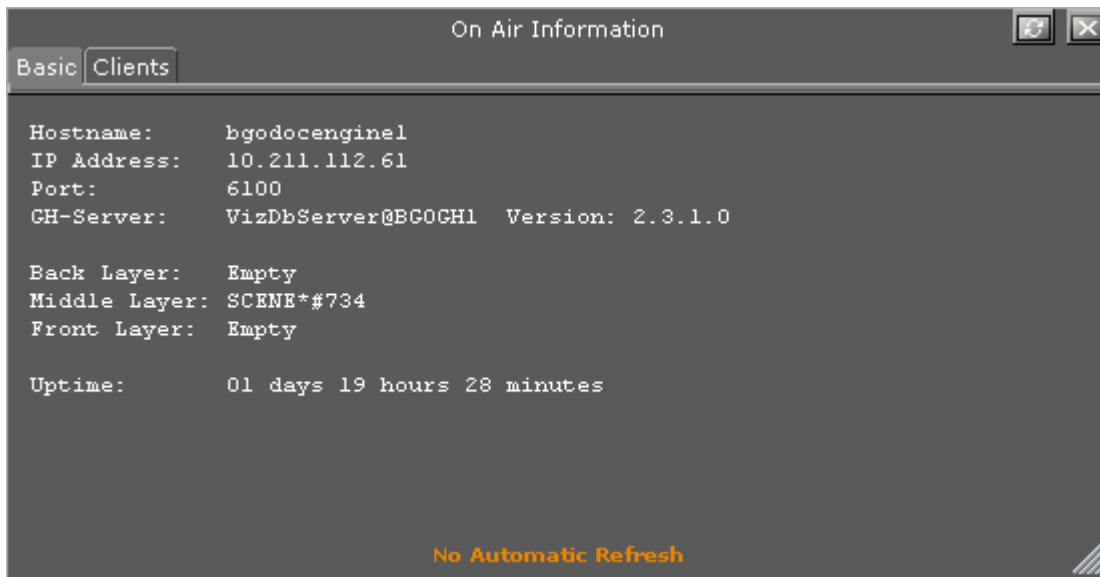 On Air Information
Basic Clients
Hostname: bgodocengine1
IP Address: 10.211.112.61
Port: 6100
GH-Server: VizDbServer@BGOGH1 Version: 2.3.1.0
Back Layer: Empty
Middle Layer: SCENE*#734
Front Layer: Empty
Uptime: 01 days 19 hours 28 minutes
No Automatic Refresh